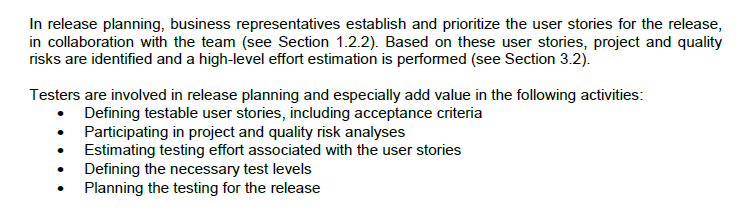 In release planning, business representatives establish and prioritize the user stories for the release,
in collaboration with the team (see Section 1.2.2). Based on these user stories, project and quality
risks are identified and a high-level effort estimation is performed (see Section 3.2).
Testers are involved in release planning and especially add value in the following activities:
• Defining testable user stories, including acceptance criteria
• Participating in project and quality risk analyses
• Estimating testing effort associated with the user stories
• Defining the necessary test levels
• Planning the testing for the release